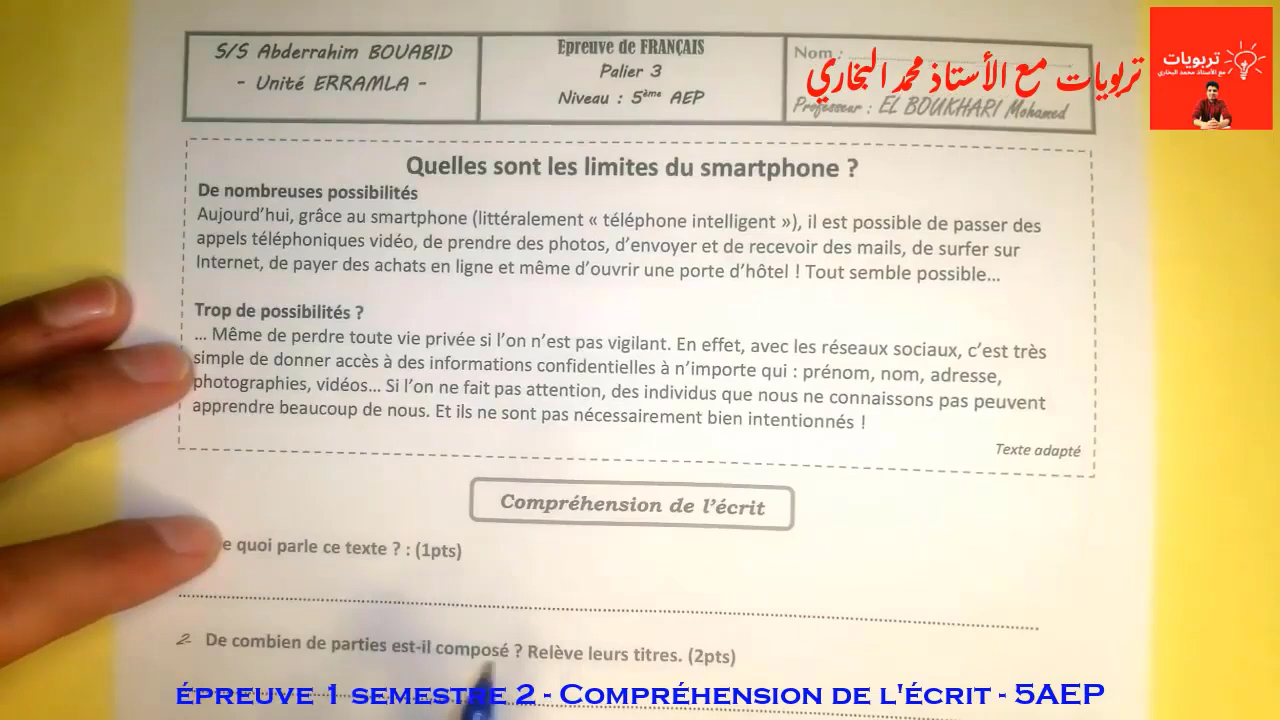 S/S Abderrahim BOUABID
- Unité ERRAMLA -
Epreuve de FRANÇAIS
Palier 3
Niveau : 5ème AEP
Nom :
Professeur : EL BOUKHARI Mohamed
تربويات مع الأستاذ محمد البخاري
تربويات
مع الأستاذ محمد البخاري
Quelles sont les limites du smartphone ?
De nombreuses possibilités
Aujourd'hui, grâce au smartphone (littéralement « téléphone intelligent »), il est possible de passer des
appels téléphoniques vidéo, de prendre des photos, d'envoyer et de recevoir des mails, de surfer sur
Internet, de payer des achats en ligne et même d'ouvrir une porte d'hôtel ! Tout semble possible…
Trop de possibilités ?
… Même de perdre toute vie privée si l'on n'est pas vigilant. En effet, avec les réseaux sociaux, c'est très
simple de donner accès à des informations confidentielles à n'importe qui : prénom, nom, adresse,
photographies, vidéos… Si l'on ne fait pas attention, des individus que nous ne connaissons pas peuvent
apprendre beaucoup de nous. Et ils ne sont pas nécessairement bien intentionnés !
Texte adapté
Compréhension de l'écrit
e quoi parle ce texte ? : (1pts)
2- De combien de parties est-il composé ? Relève leurs titres. (2pts)
épreuve 1 semestre 2 - Compréhension de l'écrit - 5AEP